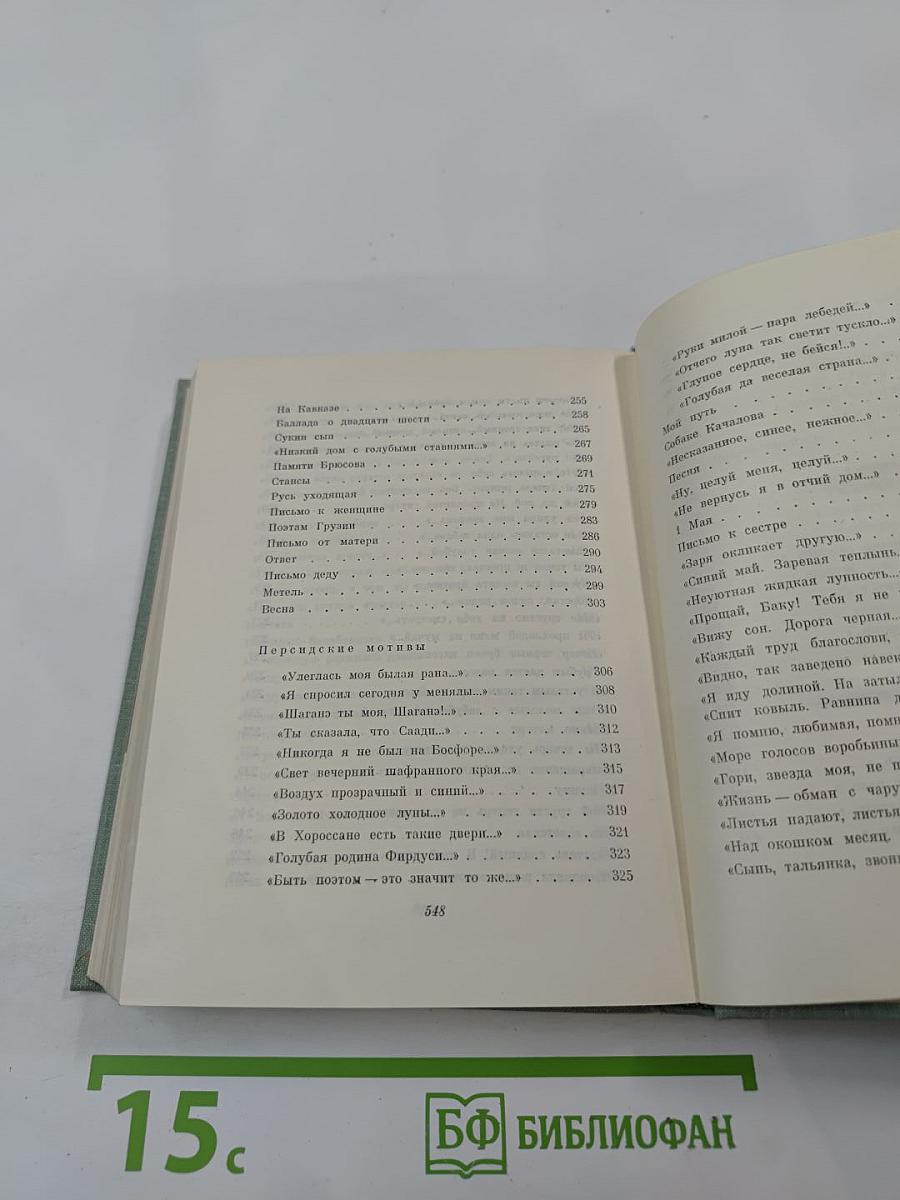 На Кавказе . . . . . . . . . . . . . . 255
Баллада о двадцати шести . . . . . . . . 258
Сукин сын . . . . . . . . . . . . . . 265
«Низкий дом с голубыми ставнями...» . . . . 267
Памяти Брюсова . . . . . . . . . . . . 269
Стансы . . . . . . . . . . . . . . . . 271
Русь уходящая . . . . . . . . . . . . . 275
Письмо к женщине . . . . . . . . . . . 279
Поэтам Грузии . . . . . . . . . . . . . 283
Письмо от матери . . . . . . . . . . . . 286
Ответ . . . . . . . . . . . . . . . . . 290
Письмо деду . . . . . . . . . . . . . . 294
Метель . . . . . . . . . . . . . . . . 299
Весна . . . . . . . . . . . . . . . . . 303
Персидские мотивы
«Улеглась моя былая рана...» . . . . . . . 306
«Я спросил сегодня у менялы...» . . . . . . 308
«Шаганэ ты моя, Шаганэ!..» . . . . . . . 310
«Ты сказала, что Саади...» . . . . . . . . 312
«Никогда я не был на Босфоре...» . . . . . 313
«Свет вечерний шафранного края...» . . . . 315
«Воздух прозрачный и синий...» . . . . . . 317
«Золото холодное луны...» . . . . . . . . 319
«В Хороссане есть такие двери...» . . . . . 321
«Голубая родина Фирдуси...» . . . . . . . 323
«Быть поэтом — это значит то же...» . . . . 325
548
«Руки милой — пара лебедей...» .
«Отчего луна так светит тускло...»
«Глупое сердце, не бейся!..» . . .
«Голубая да веселая страна...» . .
Мой путь . . . . . . . .
Собаке Качалова . . . . . .
«Несказанное, синее, нежное...» . .
Песня . . . . . . . . .
«Ну, целуй меня, целуй...» . . .
«Не вернусь я в отчий дом...» . .
1 Мая . . . . . . . . .
Письмо к сестре . . . . . .
«Заря окликает другую...» . . .
«Синий май. Заревая теплынь.
«Неуютная жидкая лунность...
«Прощай, Баку! Тебя я не
«Вижу сон. Дорога черная...
«Каждый труд благослови,
«Видно, так заведено навек
«Я иду долиной. На затыл
«Спит ковыль. Равнина д
«Я помню, любимая, помн
«Море голосов воробьины
«Гори, звезда моя, не п
«Жизнь — обман с чару
«Листья падают, листья
«Над окошком месяц.
«Сыпь, тальянка, звон
15 с
БФ БИБЛИОФАН